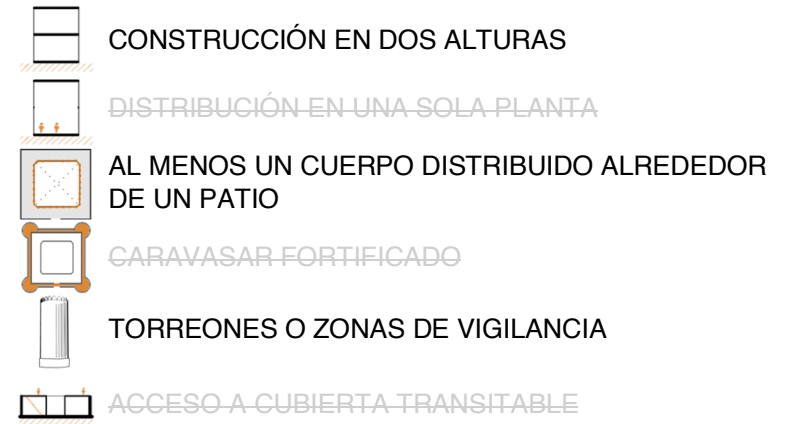 CONSTRUCCIÓN EN DOS ALTURAS
DISTRIBUCIÓN EN UNA SOLA PLANTA
AL MENOS UN CUERPO DISTRIBUIDO ALREDEDOR
DE UN PATIO
CARAVASAR FORTIFICADO
TORREONES O ZONAS DE VIGILANCIA
ACCESO A CUBIERTA TRANSITABLE